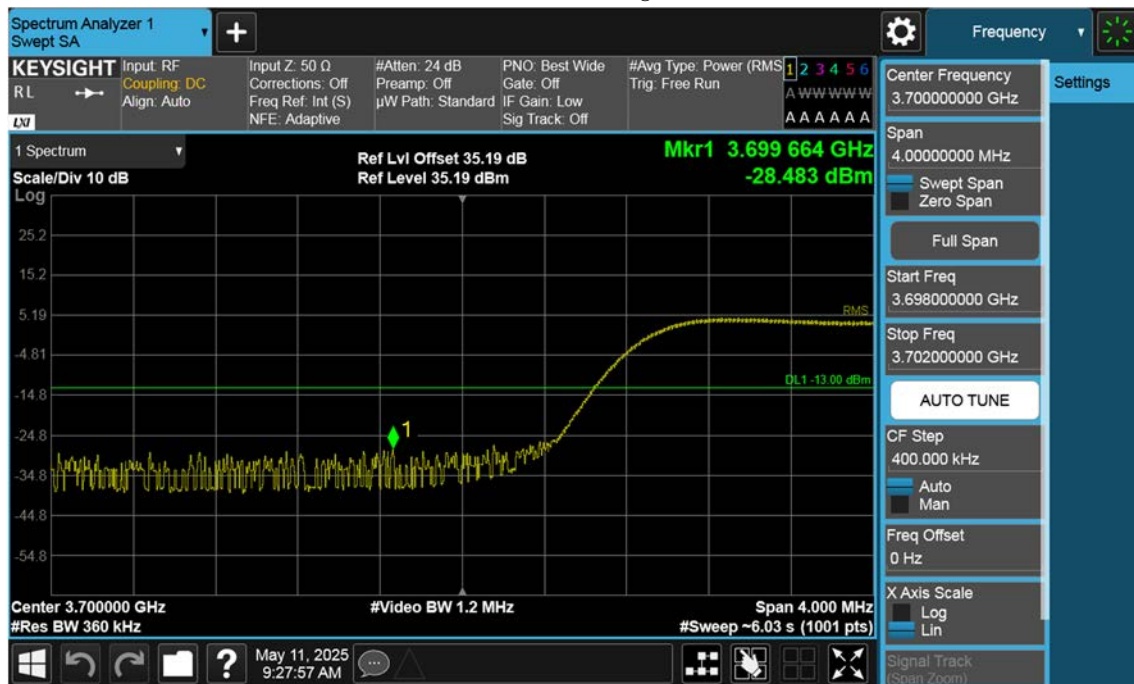 Spectrum Analyzer 1
Swept SA
+
Frequency
KEYSIGHT
RL
LXI
Input: RF
Coupling: DC
Align: Auto
Input Z: 50 Ω
Corrections: Off
Freq Ref: Int (S)
NFE: Adaptive
#Atten: 24 dB
Preamp: Off
µW Path: Standard
PNO: Best Wide
Gate: Off
IF Gain: Low
Sig Track: Off
#Avg Type: Power (RMS
Trig: Free Run
1 2 3 4 5 6
A W W W W W
A A A A A A
1 Spectrum
Scale/Div 10 dB
Ref Lvl Offset 35.19 dB
Ref Level 35.19 dBm
Mkr1 3.699 664 GHz
-28.483 dBm
Log
25.2
15.2
5.19
-4.81
-14.8
-24.8
-34.8
-44.8
-54.8
RMS
DL1 -13.00 dBm
1
Center 3.700000 GHz
#Res BW 360 kHz
#Video BW 1.2 MHz
Span 4.000 MHz
#Sweep ~6.03 s (1001 pts)
Center Frequency
3.700000000 GHz
Span
4.00000000 MHz
Swept Span
Zero Span
Full Span
Start Freq
3.698000000 GHz
Stop Freq
3.702000000 GHz
AUTO TUNE
CF Step
400.000 kHz
Auto
Man
Freq Offset
0 Hz
X Axis Scale
Log
Lin
Signal Track
(Span Zoom)
Settings
?
May 11, 2025
9:27:57 AM